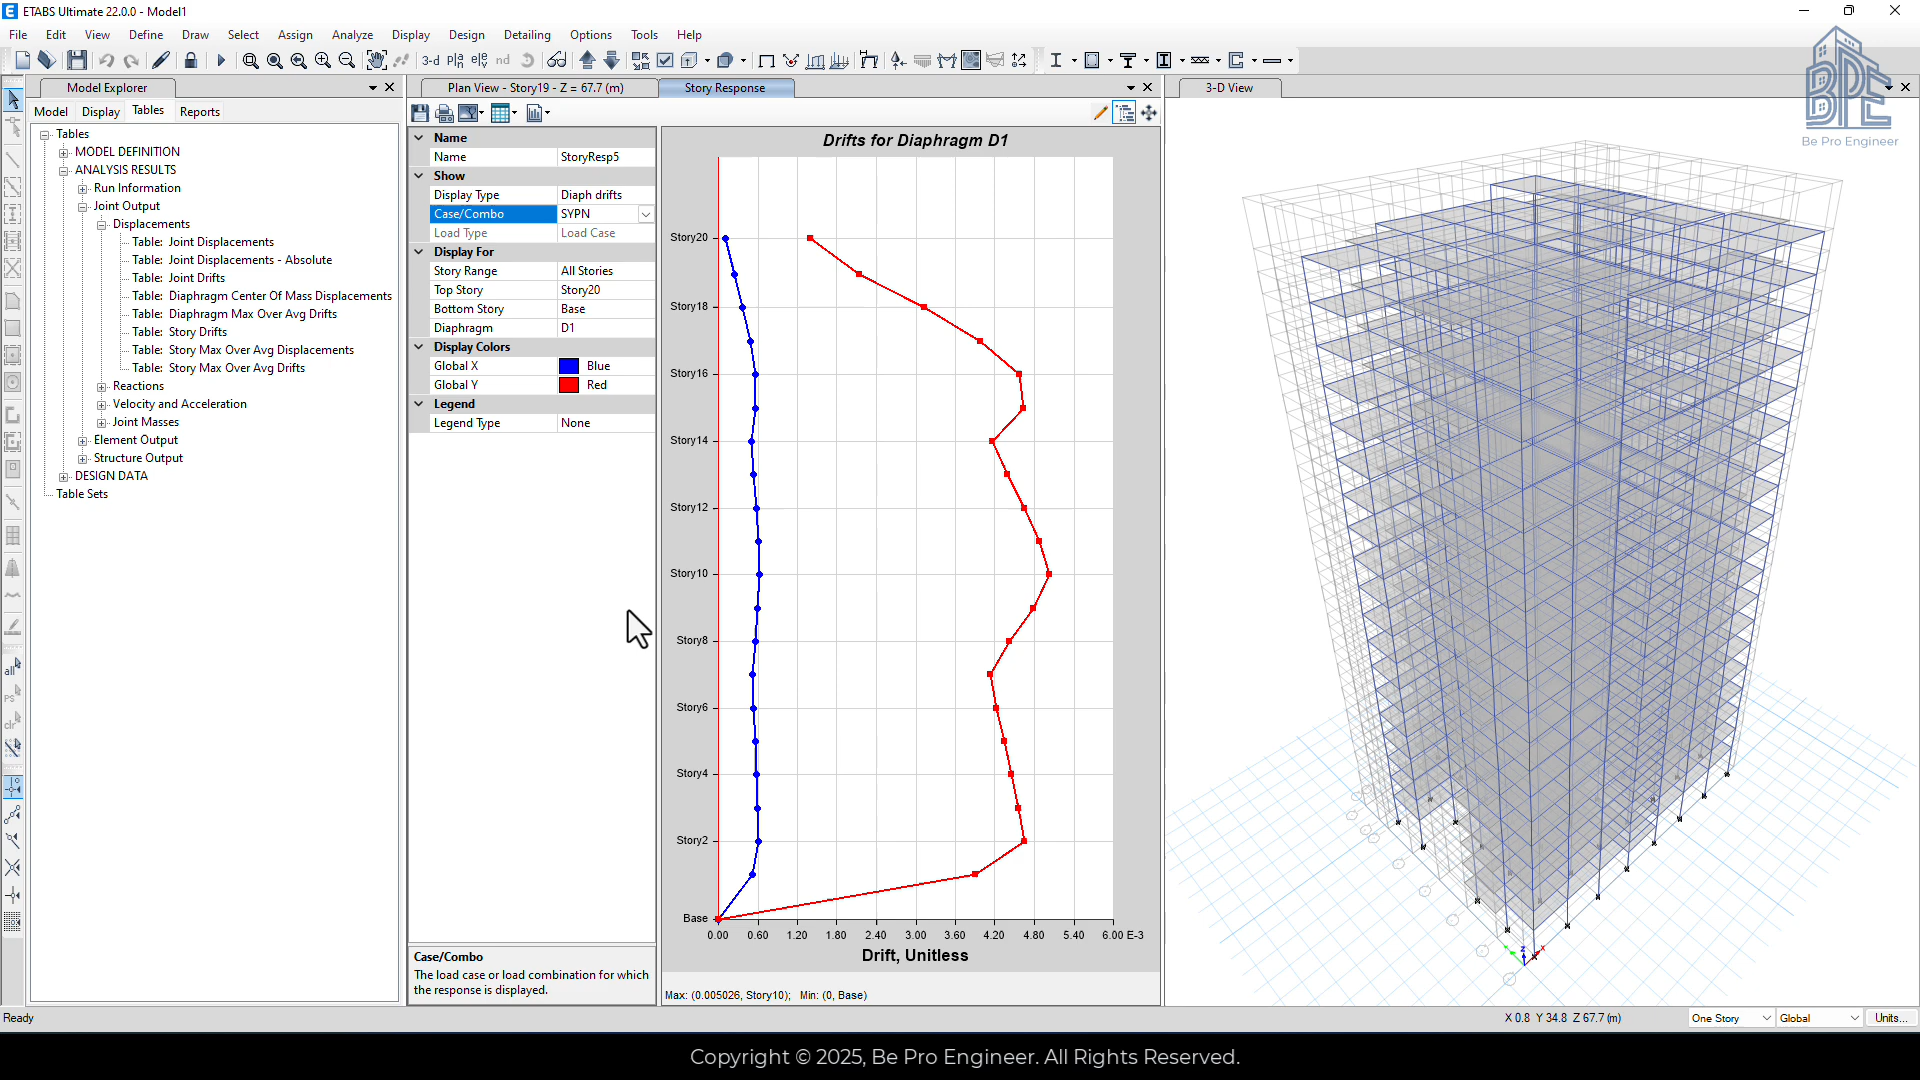 ETABS Ultimate 22.0.0 - Model1
File Edit View Define Draw Select Assign Analyze Display Design Detailing Options Tools Help
3-d nd
Model Explorer
Model Display Tables Reports
Tables
MODEL DEFINITION
ANALYSIS RESULTS
Run Information
Joint Output
Displacements
Table: Joint Displacements
Table: Joint Displacements - Absolute
Table: Joint Drifts
Table: Diaphragm Center Of Mass Displacements
Table: Diaphragm Max Over Avg Drifts
Table: Story Drifts
Table: Story Max Over Avg Displacements
Table: Story Max Over Avg Drifts
Reactions
Velocity and Acceleration
Joint Masses
Element Output
Structure Output
DESIGN DATA
Table Sets
all
ps
clr
Plan View - Story19 - Z = 67.7 (m)
Story Response
Name
Name StoryResp5
Show
Display Type Diaph drifts
Case/Combo SYPN
Load Type Load Case
Display For
Story Range All Stories
Top Story Story20
Bottom Story Base
Diaphragm D1
Display Colors
Global X Blue
Global Y Red
Legend
Legend Type None
Case/Combo
The load case or load combination for which
the response is displayed.
Drifts for Diaphragm D1
Story20
Story18
Story16
Story14
Story12
Story10
Story8
Story6
Story4
Story2
Base
0.00 0.60 1.20 1.80 2.40 3.00 3.60 4.20 4.80 5.40 6.00 E-3
Drift, Unitless
Max: (0.005026, Story10); Min: (0, Base)
3-D View
BPE
Be Pro Engineer
Z
X
Ready
X 0.8 Y 34.8 Z 67.7 (m)
One Story
Global
Units...
Copyright © 2025, Be Pro Engineer. All Rights Reserved.